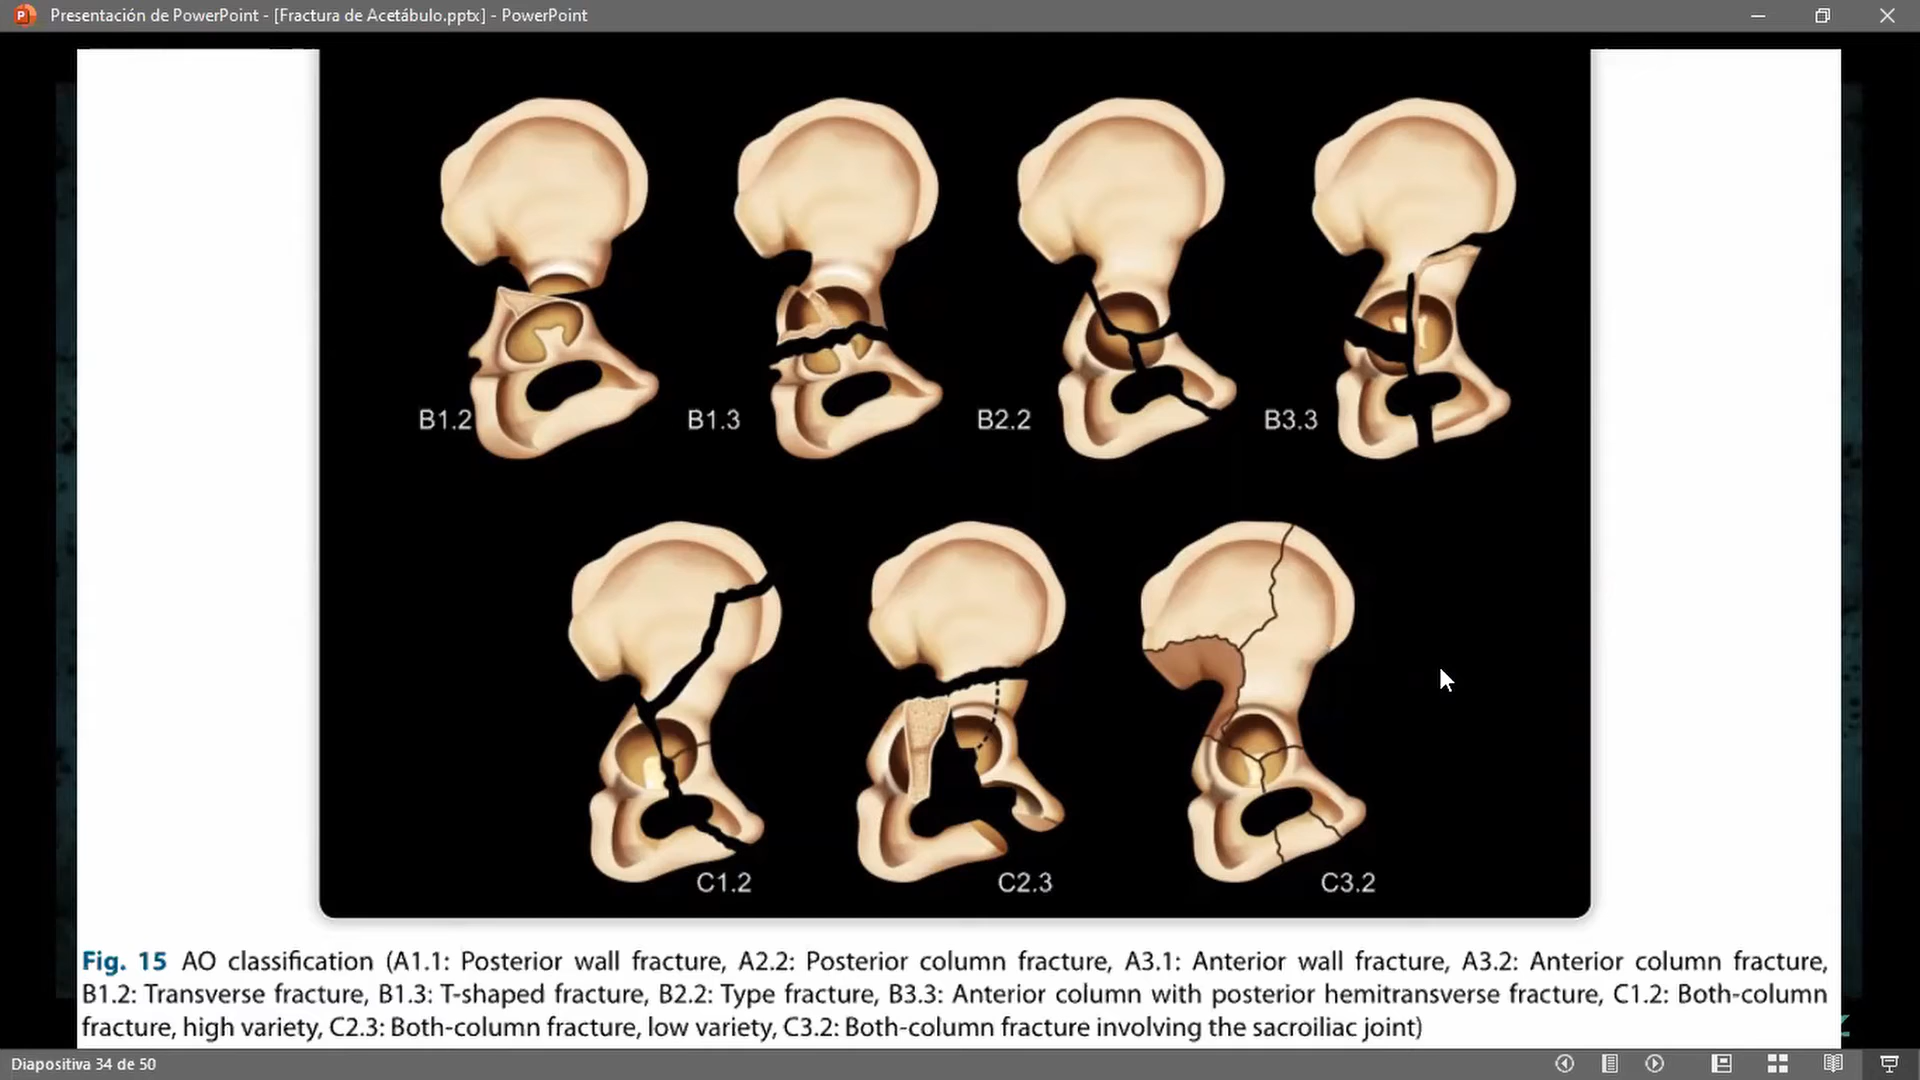 Presentación de PowerPoint - [Fractura de Acetábulo.pptx] - PowerPoint
B1.2
B1.3
B2.2
B3.3
C1.2
C2.3
C3.2
Fig. 15 AO classification (A1.1: Posterior wall fracture, A2.2: Posterior column fracture, A3.1: Anterior wall fracture, A3.2: Anterior column fracture,
B1.2: Transverse fracture, B1.3: T-shaped fracture, B2.2: Type fracture, B3.3: Anterior column with posterior hemitransverse fracture, C1.2: Both-column
fracture, high variety, C2.3: Both-column fracture, low variety, C3.2: Both-column fracture involving the sacroiliac joint)
Diapositiva 34 de 50